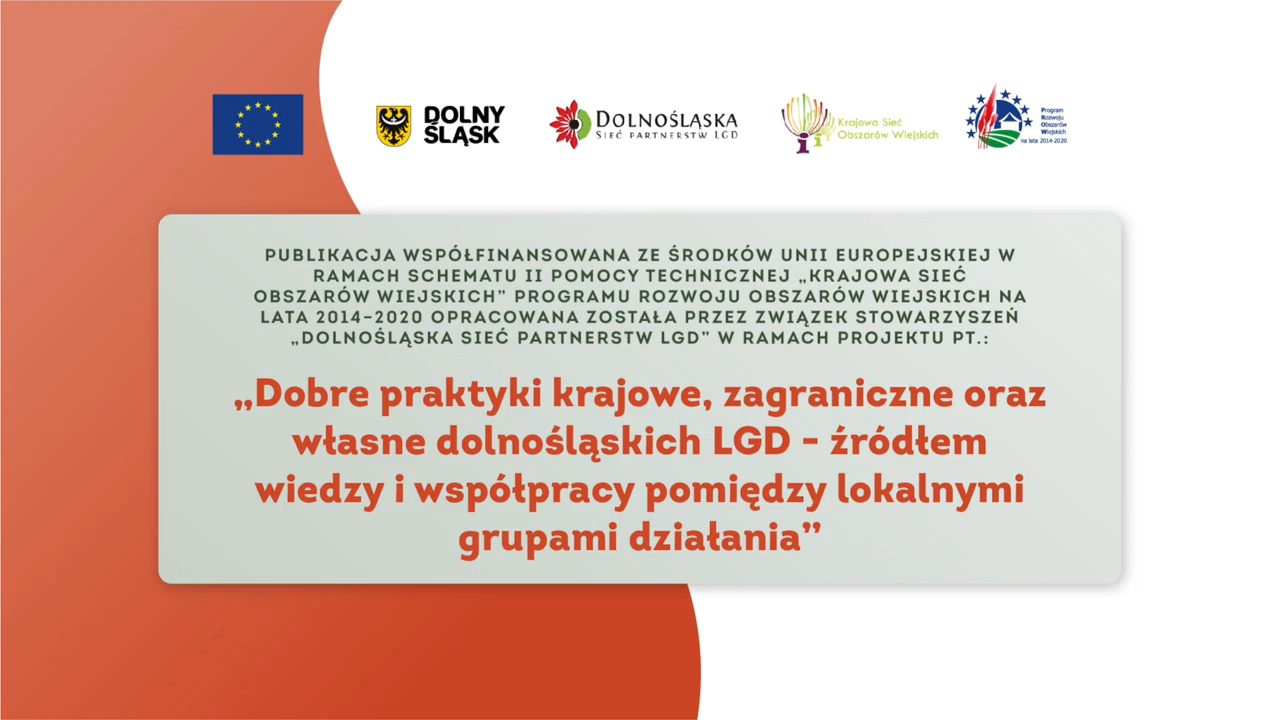 DOLNY
ŚLĄSK
DOLNOŚLĄSKA
SIEĆ PARTNERSTW LGD
Krajowa Sieć
Obszarów Wiejskich
Program
Rozwoju
Obszarów
Wiejskich
na lata 2014-2020
PUBLIKACJA WSPÓŁFINANSOWANA ZE ŚRODKÓW UNII EUROPEJSKIEJ W
RAMACH SCHEMATU II POMOCY TECHNICZNEJ „KRAJOWA SIEĆ
OBSZARÓW WIEJSKICH” PROGRAMU ROZWOJU OBSZARÓW WIEJSKICH NA
LATA 2014–2020 OPRACOWANA ZOSTAŁA PRZEZ ZWIĄZEK STOWARZYSZEŃ
„DOLNOŚLĄSKA SIEĆ PARTNERSTW LGD” W RAMACH PROJEKTU PT.:
„Dobre praktyki krajowe, zagraniczne oraz
własne dolnośląskich LGD – źródłem
wiedzy i współpracy pomiędzy lokalnymi
grupami działania”